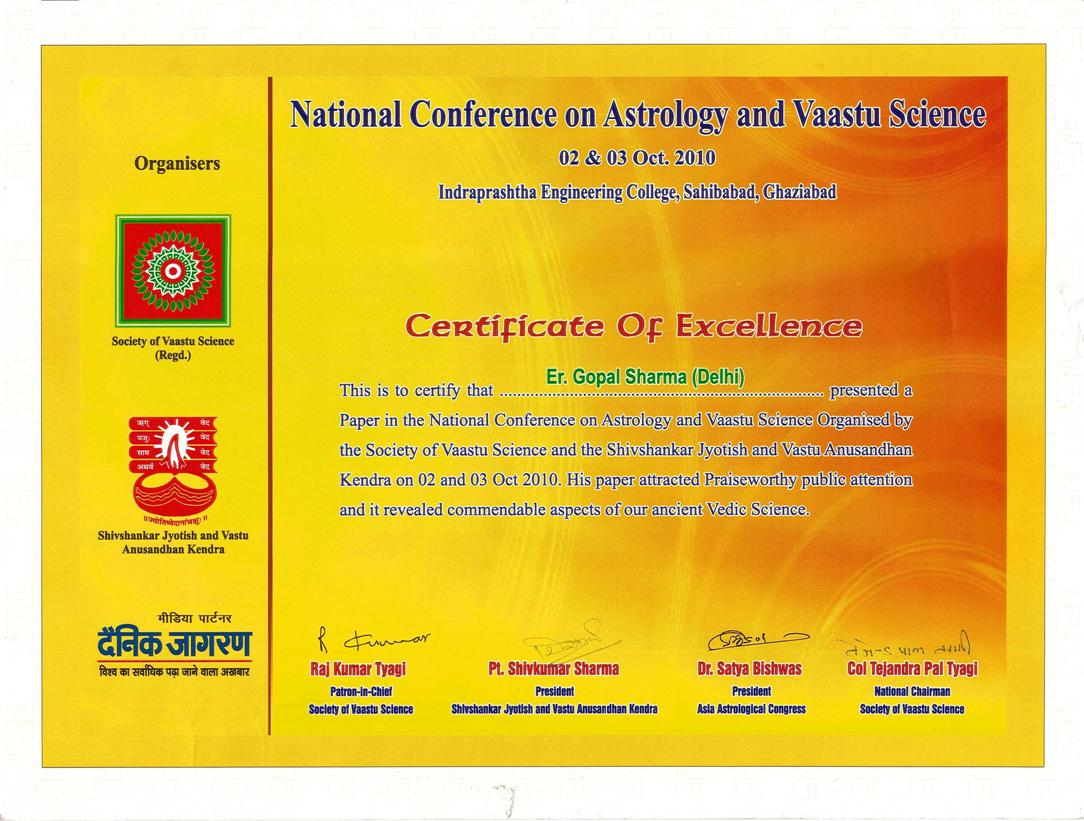 National Conference on Astrology and Vaastu Science
02 & 03 Oct. 2010
Indraprashtha Engineering College, Sahibabad, Ghaziabad
Organisers
Society of Vaastu Science
(Regd.)
ऋग् वेद
यजुः वेद
साम वेद
अथर्व वेद
Shivshankar Jyotish and Vastu
Anusandhan Kendra
मीडिया पार्टनर
दैनिक जागरण
विश्व का सर्वाधिक पढ़ा जाने वाला अखबार
Certificate Of Excellence
Er. Gopal Sharma (Delhi)
This is to certify that ........................................ presented a
Paper in the National Conference on Astrology and Vaastu Science Organised by
the Society of Vaastu Science and the Shivshankar Jyotish and Vastu Anusandhan
Kendra on 02 and 03 Oct 2010. His paper attracted Praiseworthy public attention
and it revealed commendable aspects of our ancient Vedic Science.
R Kumar
Raj Kumar Tyagi
Patron-in-Chief
Society of Vaastu Science
Pt. Shivkumar Sharma
President
Shivshankar Jyotish and Vastu Anusandhan Kendra
Dr. Satya Bishwas
President
Asia Astrological Congress
Col Tejandra Pal Tyagi
National Chairman
Society of Vaastu Science